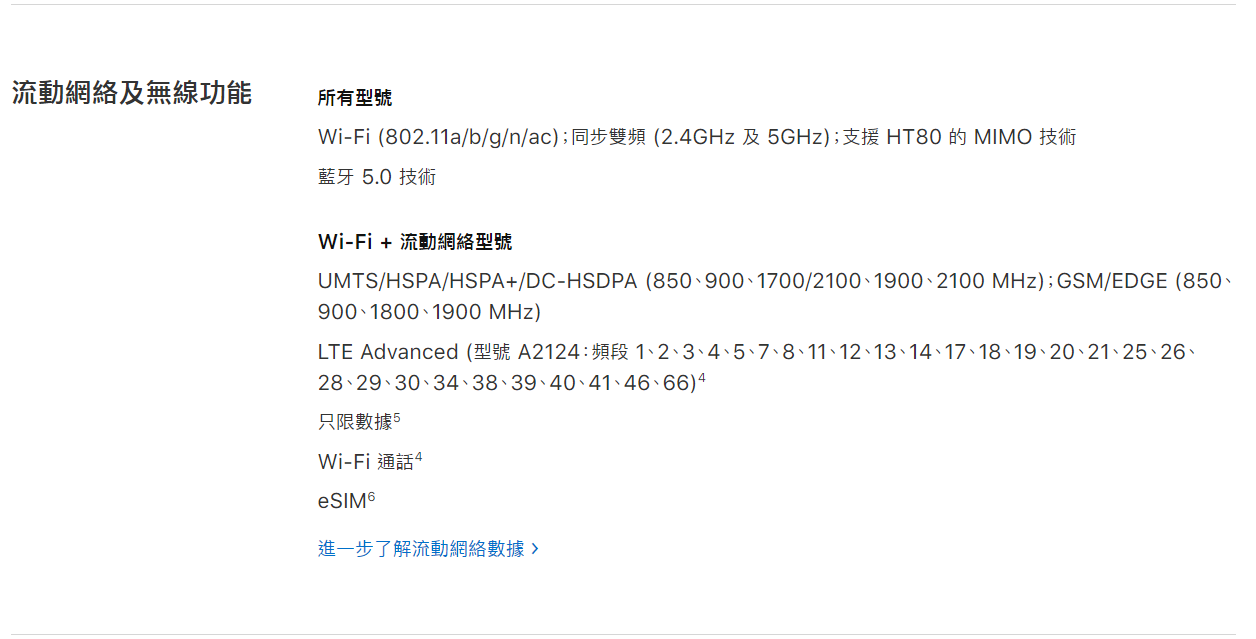 流動網絡及無線功能
所有型號
Wi-Fi (802.11a/b/g/n/ac)；同步雙頻 (2.4GHz 及 5GHz)；支援 HT80 的 MIMO 技術
藍牙 5.0 技術
Wi-Fi + 流動網絡型號
UMTS/HSPA/HSPA+/DC-HSDPA (850、900、1700/2100、1900、2100 MHz)；GSM/EDGE (850、
900、1800、1900 MHz)
LTE Advanced (型號 A2124：頻段 1、2、3、4、5、7、8、11、12、13、14、17、18、19、20、21、25、26、
28、29、30、34、38、39、40、41、46、66)⁴
只限數據⁵
Wi-Fi 通話⁴
eSIM⁶
進一步了解流動網絡數據 >